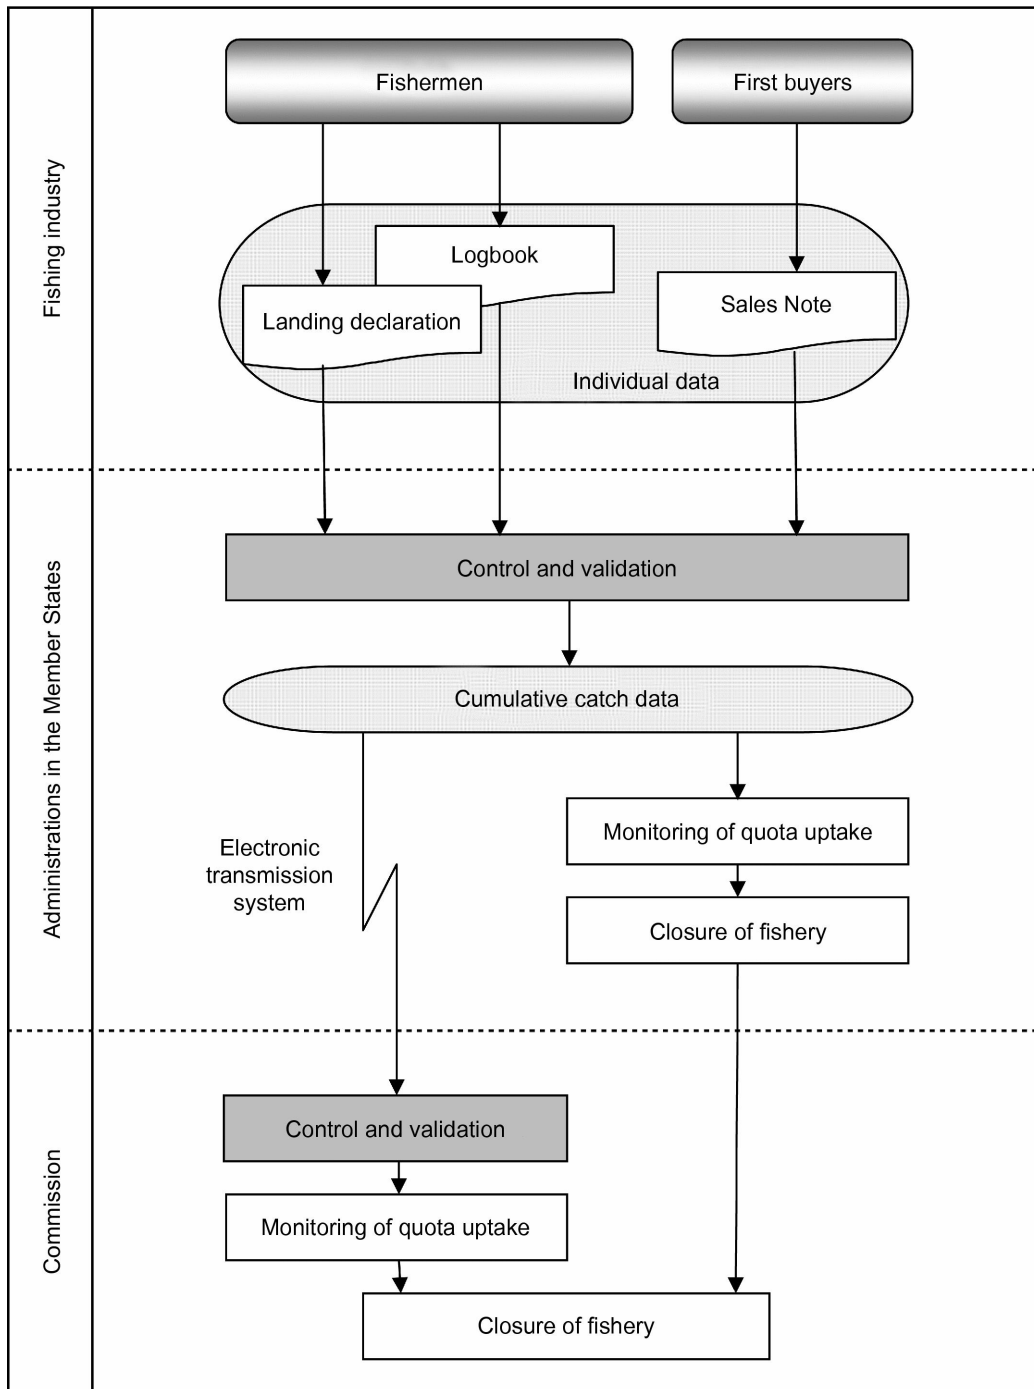 Fishing industry
Fishermen
First buyers
Logbook
Landing declaration
Sales Note
Individual data
Administrations in the Member States
Control and validation
Cumulative catch data
Electronic
transmission
system
Monitoring of quota uptake
Closure of fishery
Commission
Control and validation
Monitoring of quota uptake
Closure of fishery